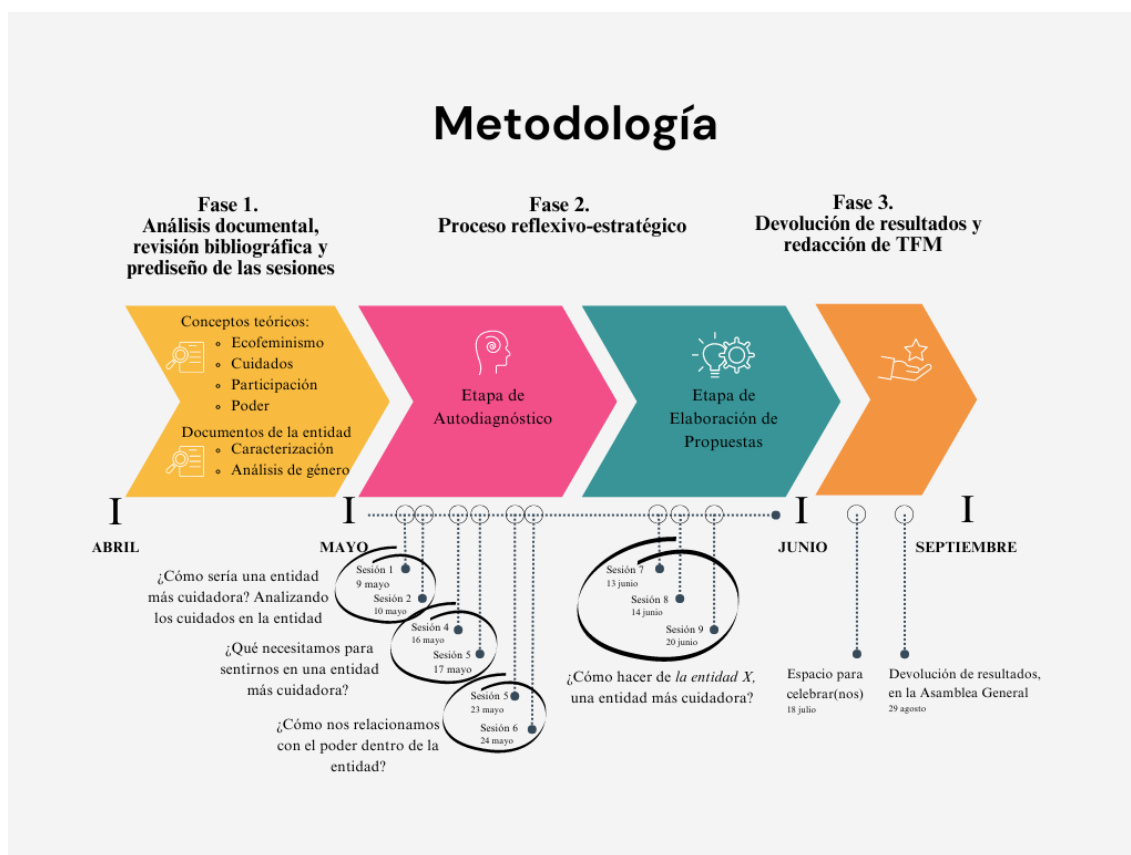 Metodología
Fase 1.
Análisis documental,
revisión bibliográfica y
prediseño de las sesiones
Fase 2.
Proceso reflexivo-estratégico
Fase 3.
Devolución de resultados y
redacción de TFM
Conceptos teóricos:
Ecofeminismo
Cuidados
Participación
Poder
Documentos de la entidad
Caracterización
Análisis de género
Etapa de
Autodiagnóstico
Etapa de
Elaboración de
Propuestas
I
ABRIL
I
MAYO
I
JUNIO
I
SEPTIEMBRE
¿Cómo sería una entidad
más cuidadora? Analizando
los cuidados en la entidad
Sesión 1
9 mayo
Sesión 2
10 mayo
¿Qué necesitamos para
sentirnos en una entidad
más cuidadora?
Sesión 4
16 mayo
Sesión 5
17 mayo
¿Cómo nos relacionamos
con el poder dentro de la
entidad?
Sesión 5
23 mayo
Sesión 6
24 mayo
Sesión 7
13 junio
Sesión 8
14 junio
Sesión 9
20 junio
¿Cómo hacer de la entidad X,
una entidad más cuidadora?
Espacio para
celebrar(nos)
18 julio
Devolución de resultados,
en la Asamblea General
29 agosto